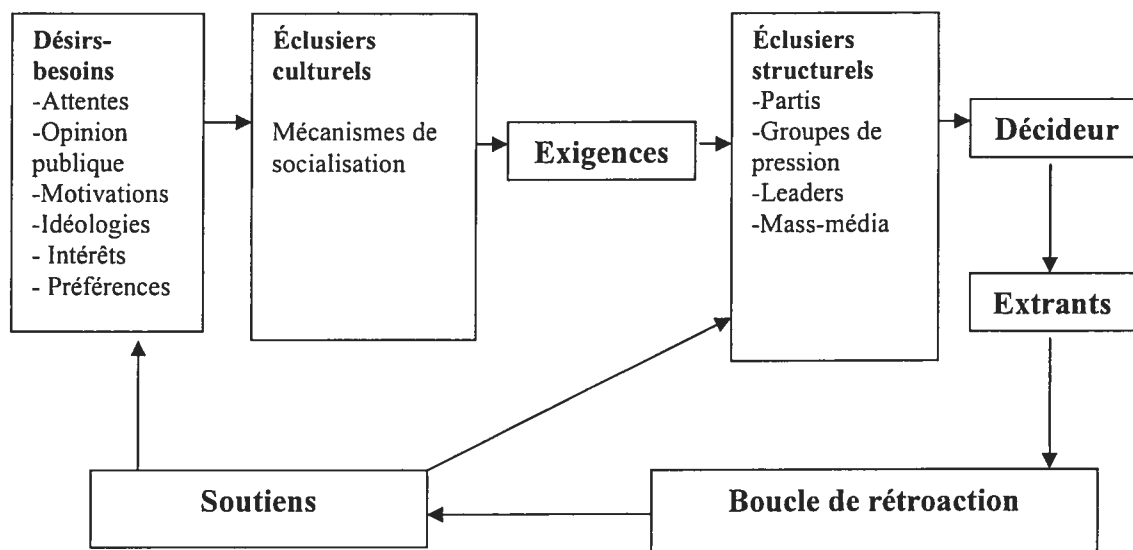 Désirs-
besoins
-Attentes
-Opinion
publique
-Motivations
-Idéologies
- Intérêts
- Préférences
Éclusiers
culturels
Mécanismes de
socialisation
Exigences
Éclusiers
structurels
-Partis
-Groupes de
pression
-Leaders
-Mass-média
Décideur
Extrants
Boucle de rétroaction
Soutiens